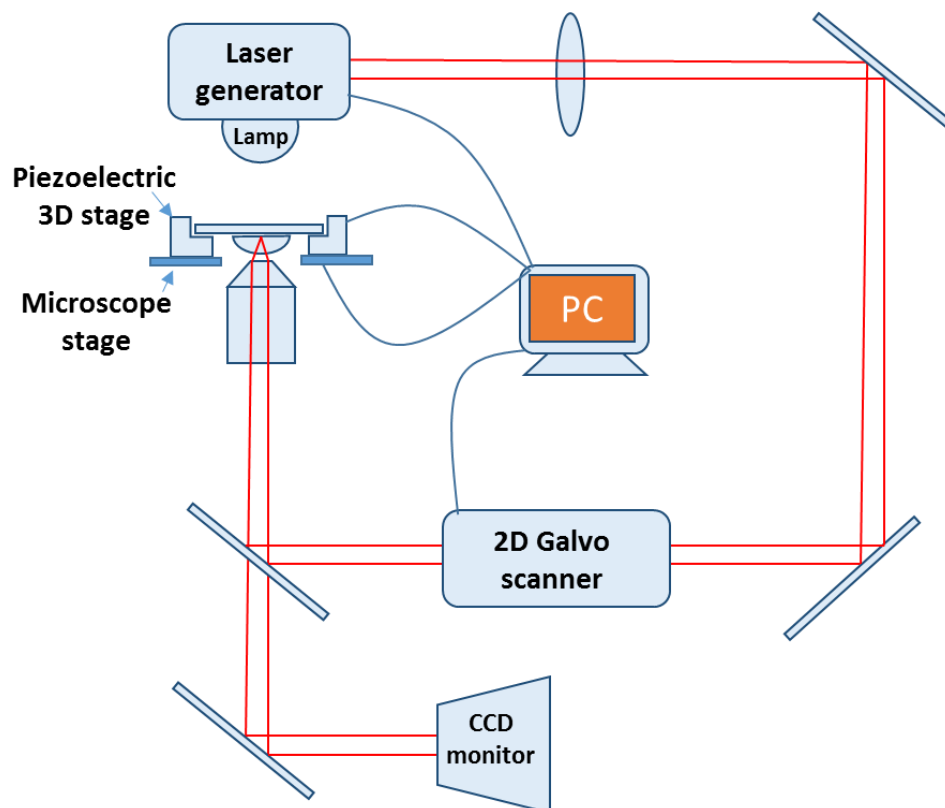 Laser
generator
Lamp
Piezoelectric
3D stage
Microscope
stage
PC
2D Galvo
scanner
CCD
monitor